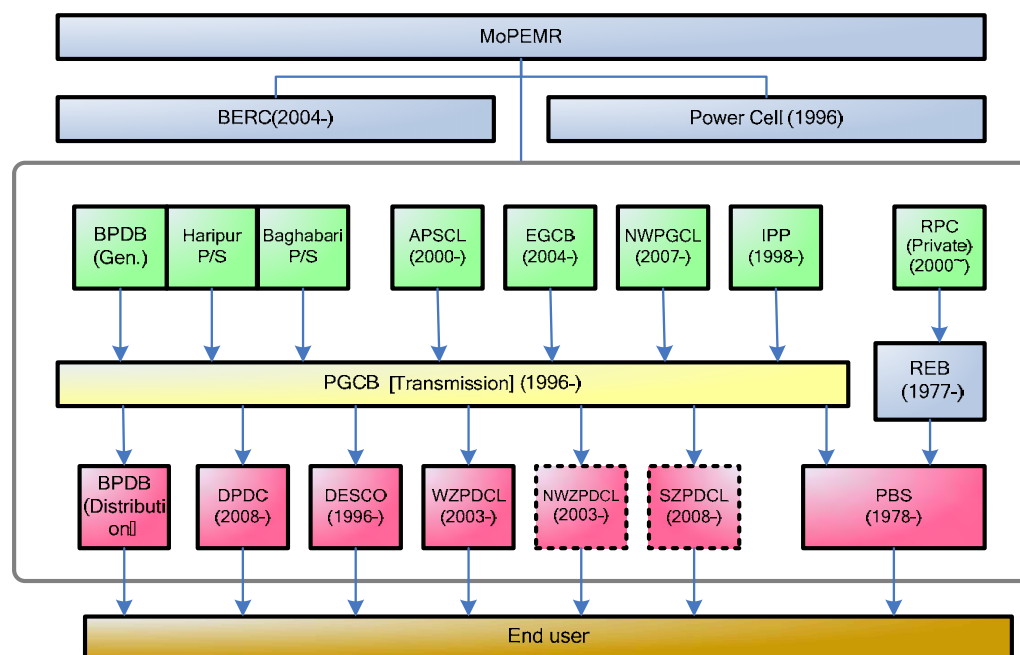 MoPEMR
BERC(2004-)
Power Cell (1996)
BPDB
(Gen.)
Haripur
P/S
Baghabari
P/S
APSCL
(2000-)
EGCB
(2004-)
NWPGCL
(2007-)
IPP
(1998-)
RPC
(Private)
(2000~)
PGCB [Transmission] (1996-)
REB
(1977-)
BPDB
(Distributi
on▯
DPDC
(2008-)
DESCO
(1996-)
WZPDCL
(2003-)
NWZPDCL
(2003-)
SZPDCL
(2008-)
PBS
(1978-)
End user